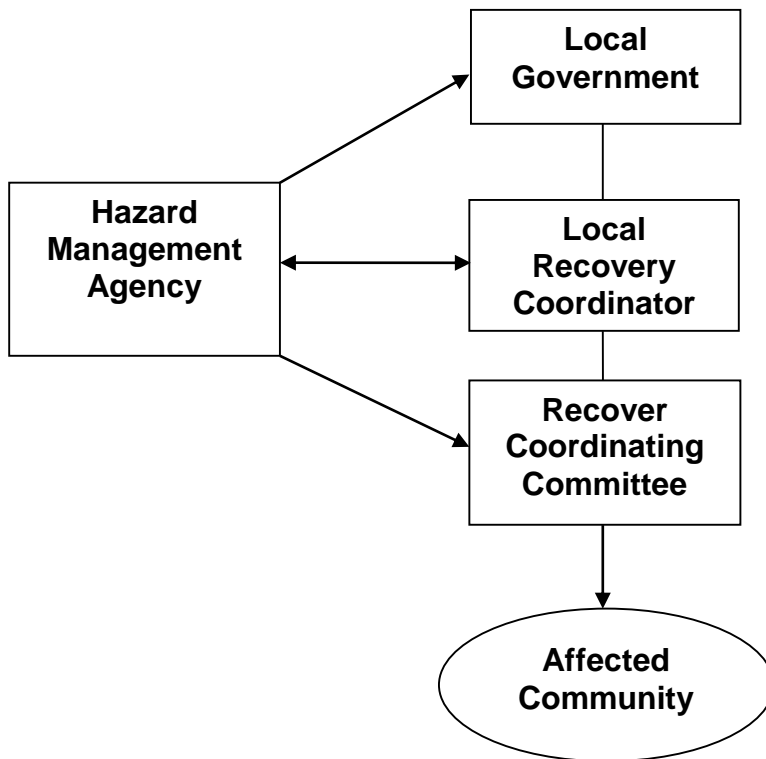 Local
Government
Hazard
Management
Agency
Local
Recovery
Coordinator
Recover
Coordinating
Committee
Affected
Community